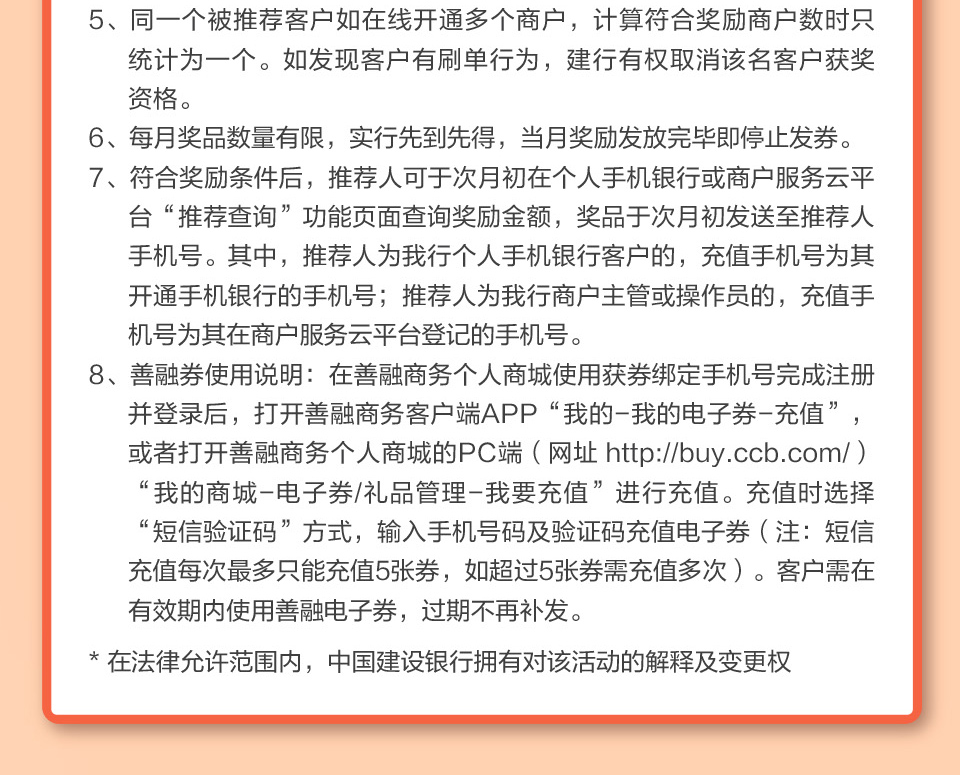 5、同一个被推荐客户如在线开通多个商户，计算符合奖励商户数时只
统计为一个。如发现客户有刷单行为，建行有权取消该名客户获奖
资格。
6、每月奖品数量有限，实行先到先得，当月奖励发放完毕即停止发券。
7、符合奖励条件后，推荐人可于次月初在个人手机银行或商户服务云平
台“推荐查询”功能页面查询奖励金额，奖品于次月初发送至推荐人
手机号。其中，推荐人为我行个人手机银行客户的，充值手机号为其
开通手机银行的手机号；推荐人为我行商户主管或操作员的，充值手
机号为其在商户服务云平台登记的手机号。
8、善融券使用说明：在善融商务个人商城使用获券绑定手机号完成注册
并登录后，打开善融商务客户端APP“我的-我的电子券-充值”，
或者打开善融商务个人商城的PC端（网址 http://buy.ccb.com/）
“我的商城-电子券/礼品管理-我要充值”进行充值。充值时选择
“短信验证码”方式，输入手机号码及验证码充值电子券（注：短信
充值每次最多只能充值5张券，如超过5张券需充值多次）。客户需在
有效期内使用善融电子券，过期不再补发。
* 在法律允许范围内，中国建设银行拥有对该活动的解释及变更权